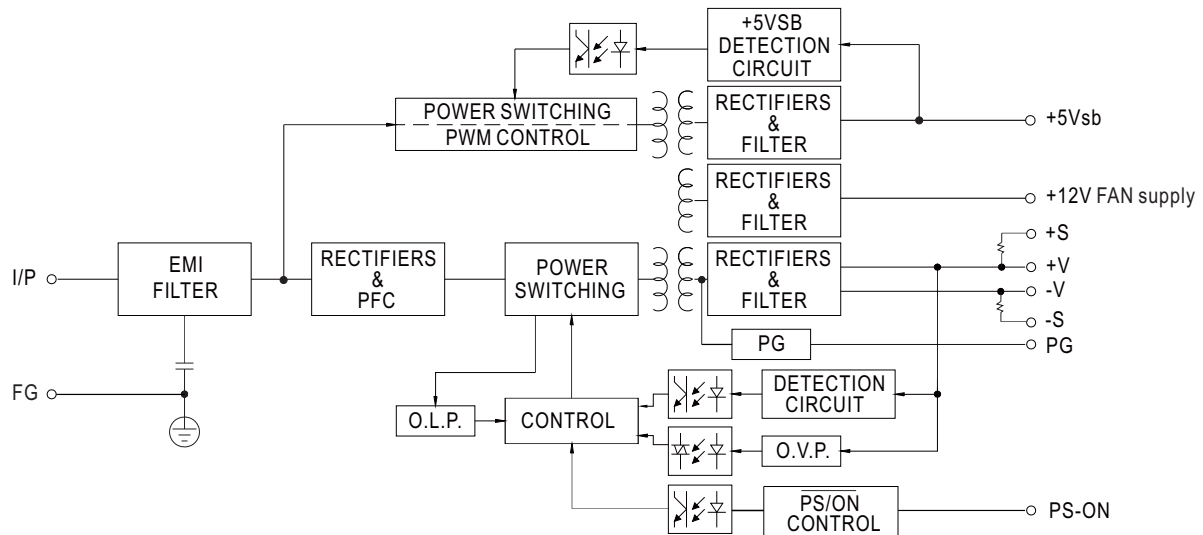 +5VSB
DETECTION
CIRCUIT
POWER SWITCHING
PWM CONTROL
RECTIFIERS
&
FILTER
+5Vsb
RECTIFIERS
&
FILTER
+12V FAN supply
I/P
EMI
FILTER
RECTIFIERS
&
PFC
POWER
SWITCHING
RECTIFIERS
&
FILTER
+S
+V
-V
-S
PG
PG
FG
O.L.P.
CONTROL
DETECTION
CIRCUIT
O.V.P.
PS/ON
CONTROL
PS-ON